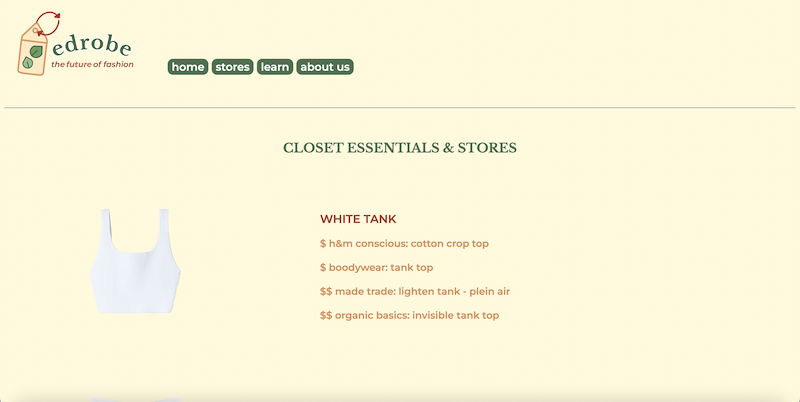 edrobe
the future of fashion
home stores learn about us
CLOSET ESSENTIALS & STORES
WHITE TANK
$ h&m conscious: cotton crop top
$ boodywear: tank top
$$ made trade: lighten tank - plein air
$$ organic basics: invisible tank top